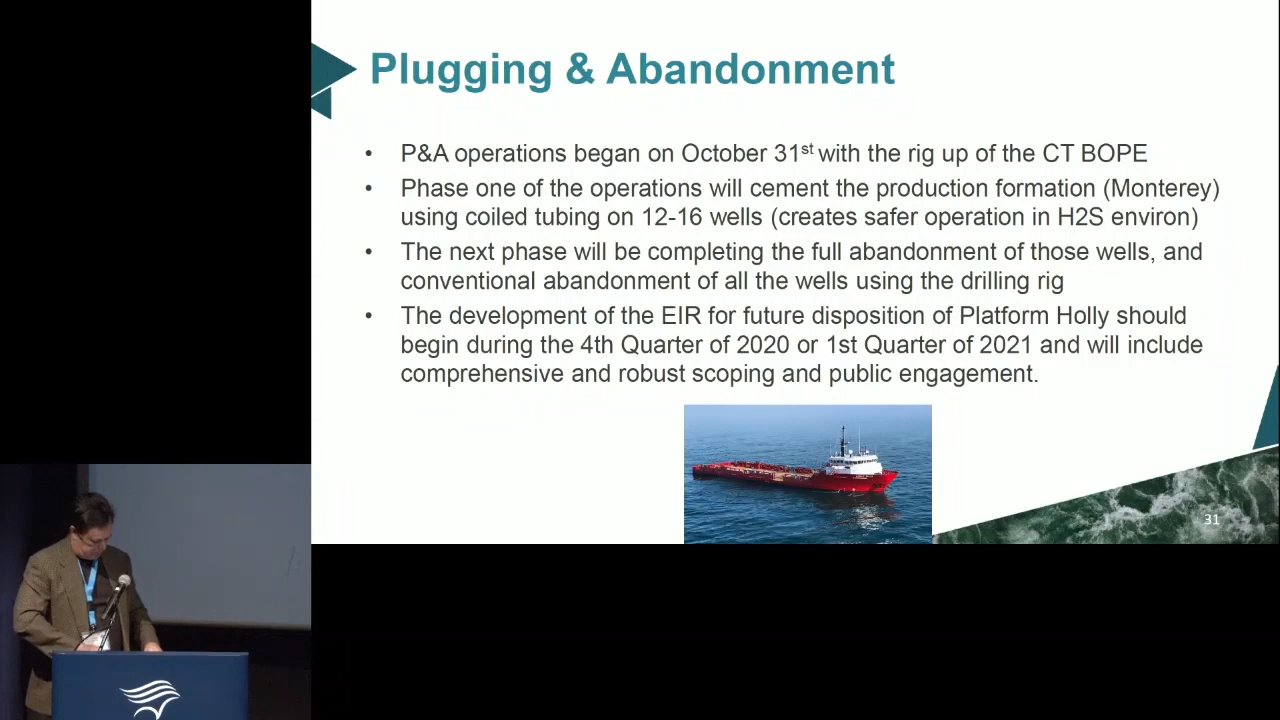 Plugging & Abandonment
• P&A operations began on October 31st with the rig up of the CT BOPE
• Phase one of the operations will cement the production formation (Monterey)
using coiled tubing on 12-16 wells (creates safer operation in H2S environ)
• The next phase will be completing the full abandonment of those wells, and
conventional abandonment of all the wells using the drilling rig
• The development of the EIR for future disposition of Platform Holly should
begin during the 4th Quarter of 2020 or 1st Quarter of 2021 and will include
comprehensive and robust scoping and public engagement.
31